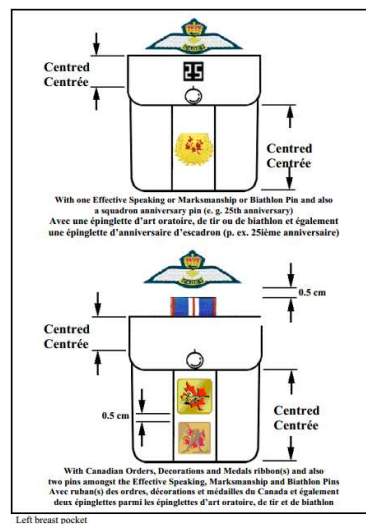 Centred
Centrée
25
Centred
Centrée
With one Effective Speaking or Marksmanship or Biathlon Pin and also
a squadron anniversary pin (e. g. 25th anniversary)
Avec une épinglette d'art oratoire, de tir ou de biathlon et également
une épinglette d'anniversaire d'escadron (p. ex. 25ième anniversaire)
0.5 cm
Centred
Centrée
0.5 cm
Centred
Centrée
With Canadian Orders, Decorations and Medals ribbon(s) and also
two pins amongst the Effective Speaking, Marksmanship and Biathlon Pins
Avec ruban(s) des ordres, décorations et médailles du Canada et également
deux épinglettes parmi les épinglettes d'art oratoire, de tir et de biathlon
Left breast pocket